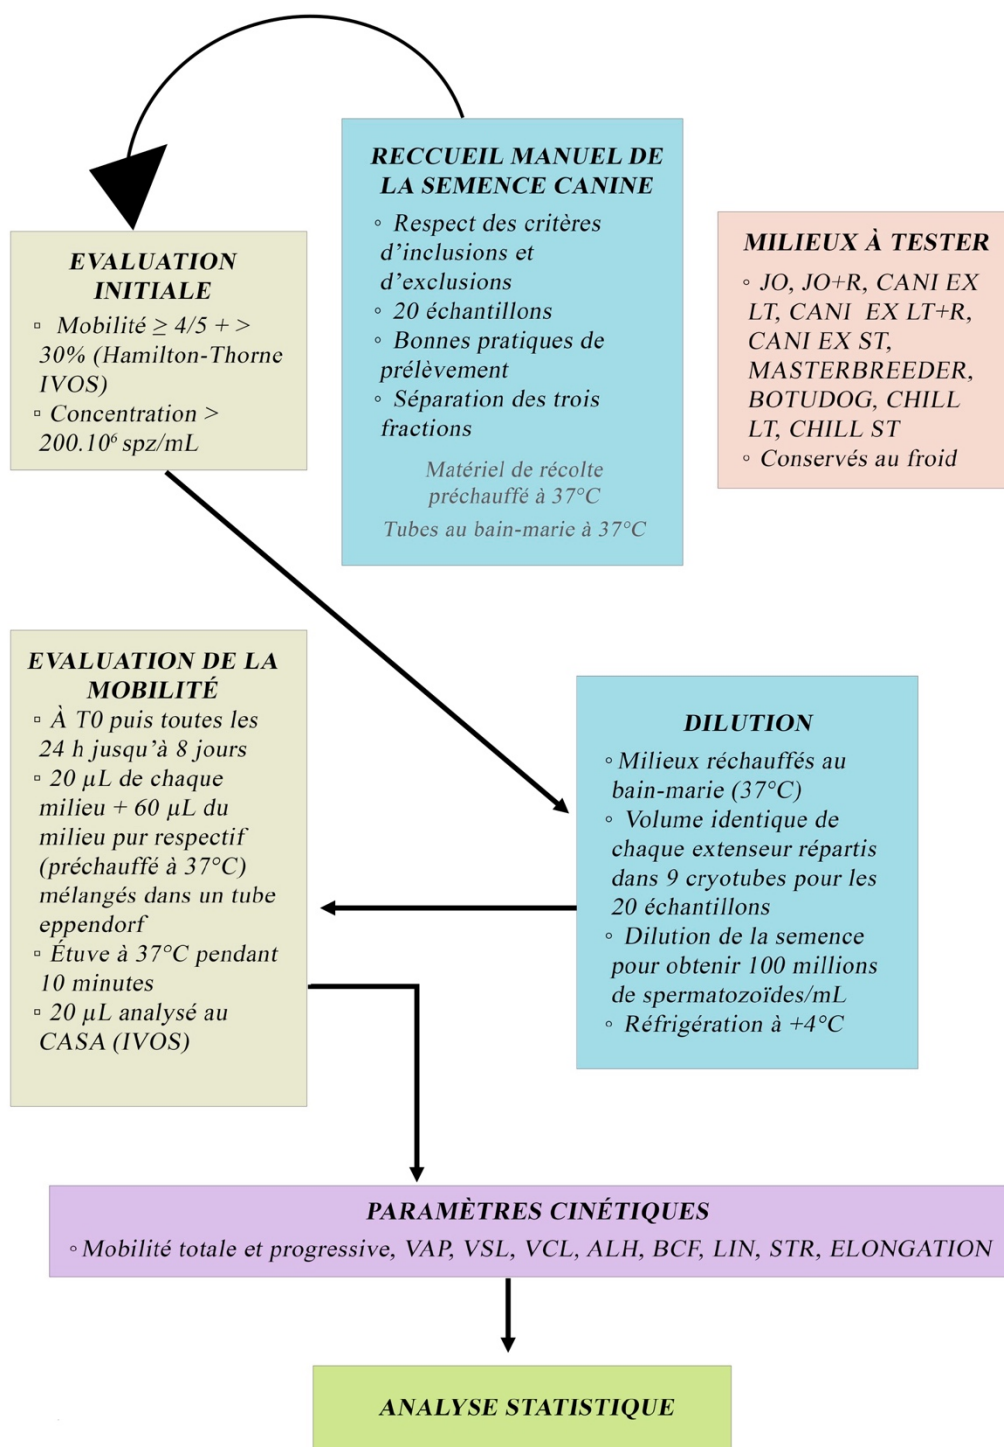 RECCUEIL MANUEL DE
LA SEMENCE CANINE
◦ Respect des critères
d'inclusions et
d'exclusions
◦ 20 échantillons
◦ Bonnes pratiques de
prélèvement
◦ Séparation des trois
fractions
Matériel de récolte
préchauffé à 37°C
Tubes au bain-marie à 37°C
EVALUATION
INITIALE
▫ Mobilité ≥ 4/5 + >
30% (Hamilton-Thorne
IVOS)
▫ Concentration >
200.10⁶ spz/mL
MILIEUX À TESTER
◦ JO, JO+R, CANI EX
LT, CANI EX LT+R,
CANI EX ST,
MASTERBREEDER,
BOTUDOG, CHILL
LT, CHILL ST
◦ Conservés au froid
DILUTION
◦ Milieux réchauffés au
bain-marie (37°C)
◦ Volume identique de
chaque extenseur répartis
dans 9 cryotubes pour les
20 échantillons
◦ Dilution de la semence
pour obtenir 100 millions
de spermatozoïdes/mL
◦ Réfrigération à +4°C
EVALUATION DE LA
MOBILITÉ
▫ À T0 puis toutes les
24 h jusqu'à 8 jours
▫ 20 µL de chaque
milieu + 60 µL du
milieu pur respectif
(préchauffé à 37°C)
mélangés dans un tube
eppendorf
▫ Étuve à 37°C pendant
10 minutes
▫ 20 µL analysé au
CASA (IVOS)
PARAMÈTRES CINÉTIQUES
◦ Mobilité totale et progressive, VAP, VSL, VCL, ALH, BCF, LIN, STR, ELONGATION
ANALYSE STATISTIQUE